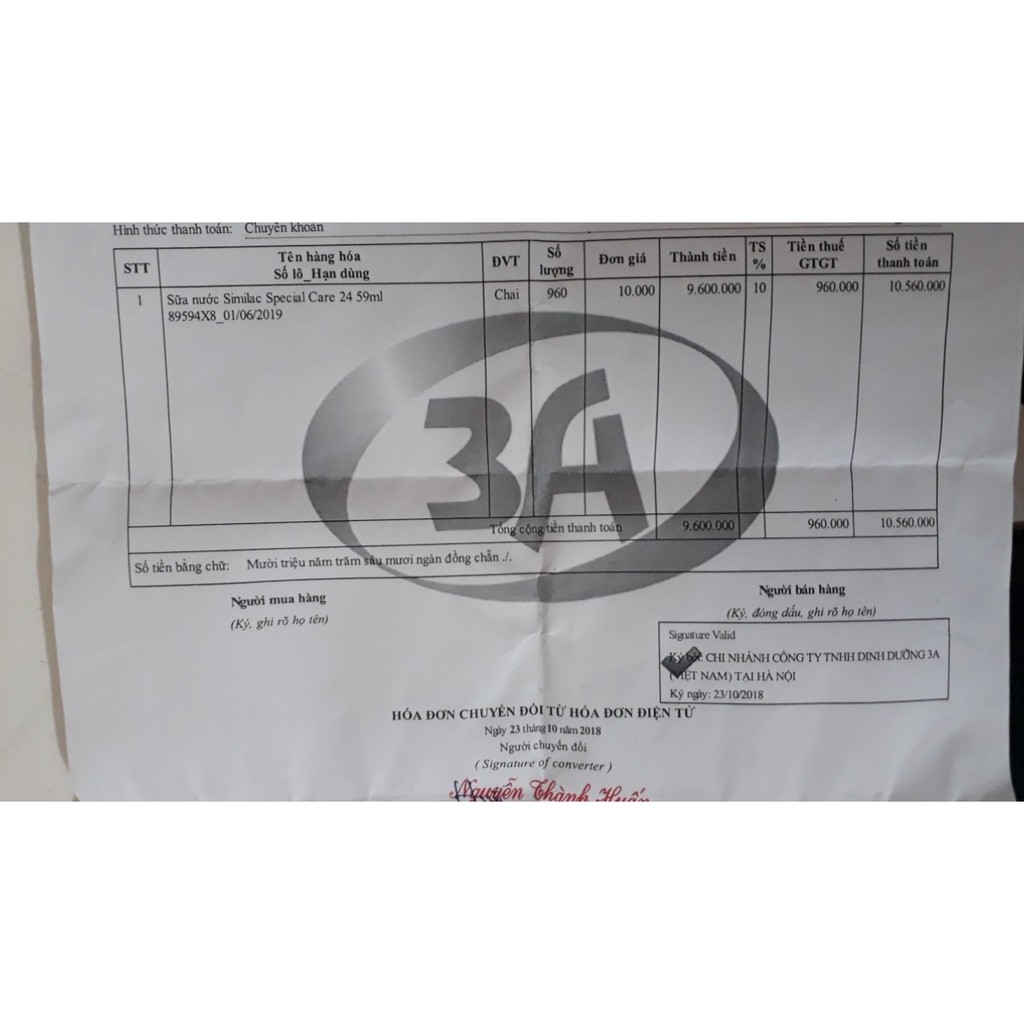 Hình thức thanh toán: Chuyển khoản
STT Tên hàng hóa Số lô_Hạn dùng ĐVT Số lượng Đơn giá Thành tiền TS % Tiền thuế GTGT Số tiền thanh toán
1 Sữa nước Similac Special Care 24 59ml Chai 960 10.000 9.600.000 10 960.000 10.560.000
89594X8_01/06/2019
3A
Tổng cộng tiền thanh toán 9.600.000 960.000 10.560.000
Số tiền bằng chữ: Mười triệu năm trăm sáu mươi ngàn đồng chẵn ./.
Người mua hàng Người bán hàng
(Ký, ghi rõ họ tên) (Ký, đóng dấu, ghi rõ họ tên)
Signature Valid
Ký bởi: CHI NHÁNH CÔNG TY TNHH DINH DƯỠNG 3A
(VIỆT NAM) TẠI HÀ NỘI
Ký ngày: 23/10/2018
HÓA ĐƠN CHUYỂN ĐỔI TỪ HÓA ĐƠN ĐIỆN TỬ
Ngày 23 tháng 10 năm 2018
Người chuyển đổi
( Signature of converter )
Nguyễn Thành Huấn